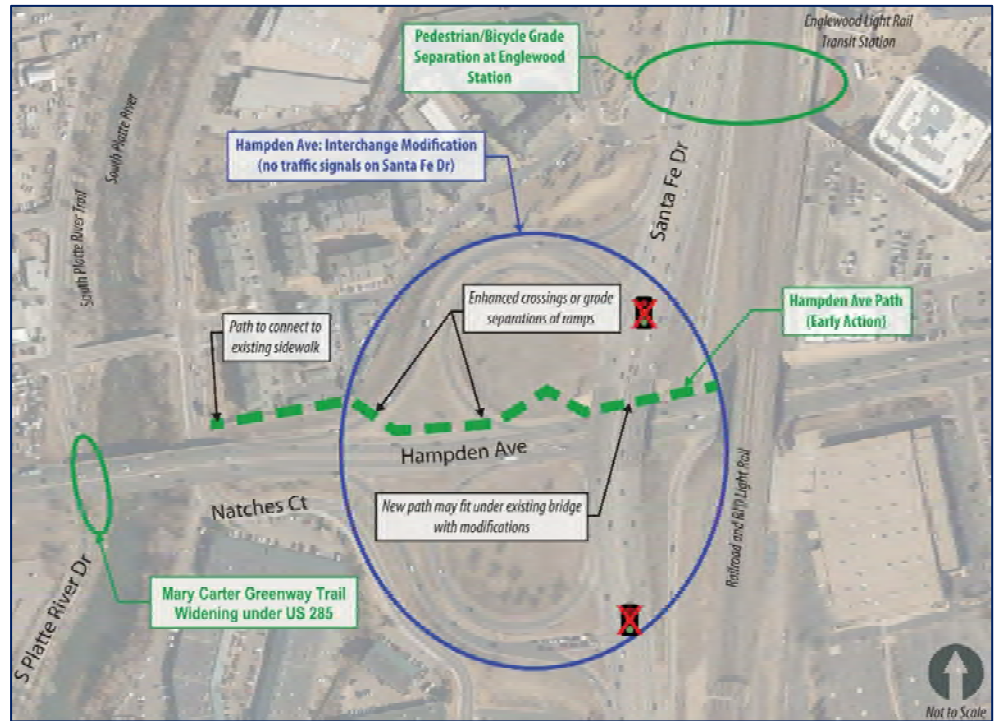 Englewood Light Rail
Transit Station
Pedestrian/Bicycle Grade
Separation at Englewood
Station
South Platte River
Hampden Ave: Interchange Modification
(no traffic signals on Santa Fe Dr)
Santa Fe Dr
South Platte River Trail
Enhanced crossings or grade
separations of ramps
Hampden Ave Path
(Early Action)
Path to connect to
existing sidewalk
Hampden Ave
Natches Ct
New path may fit under existing bridge
with modifications
Railroad and RTD Light Rail
Mary Carter Greenway Trail
Widening under US 285
S Platte River Dr
Not to Scale